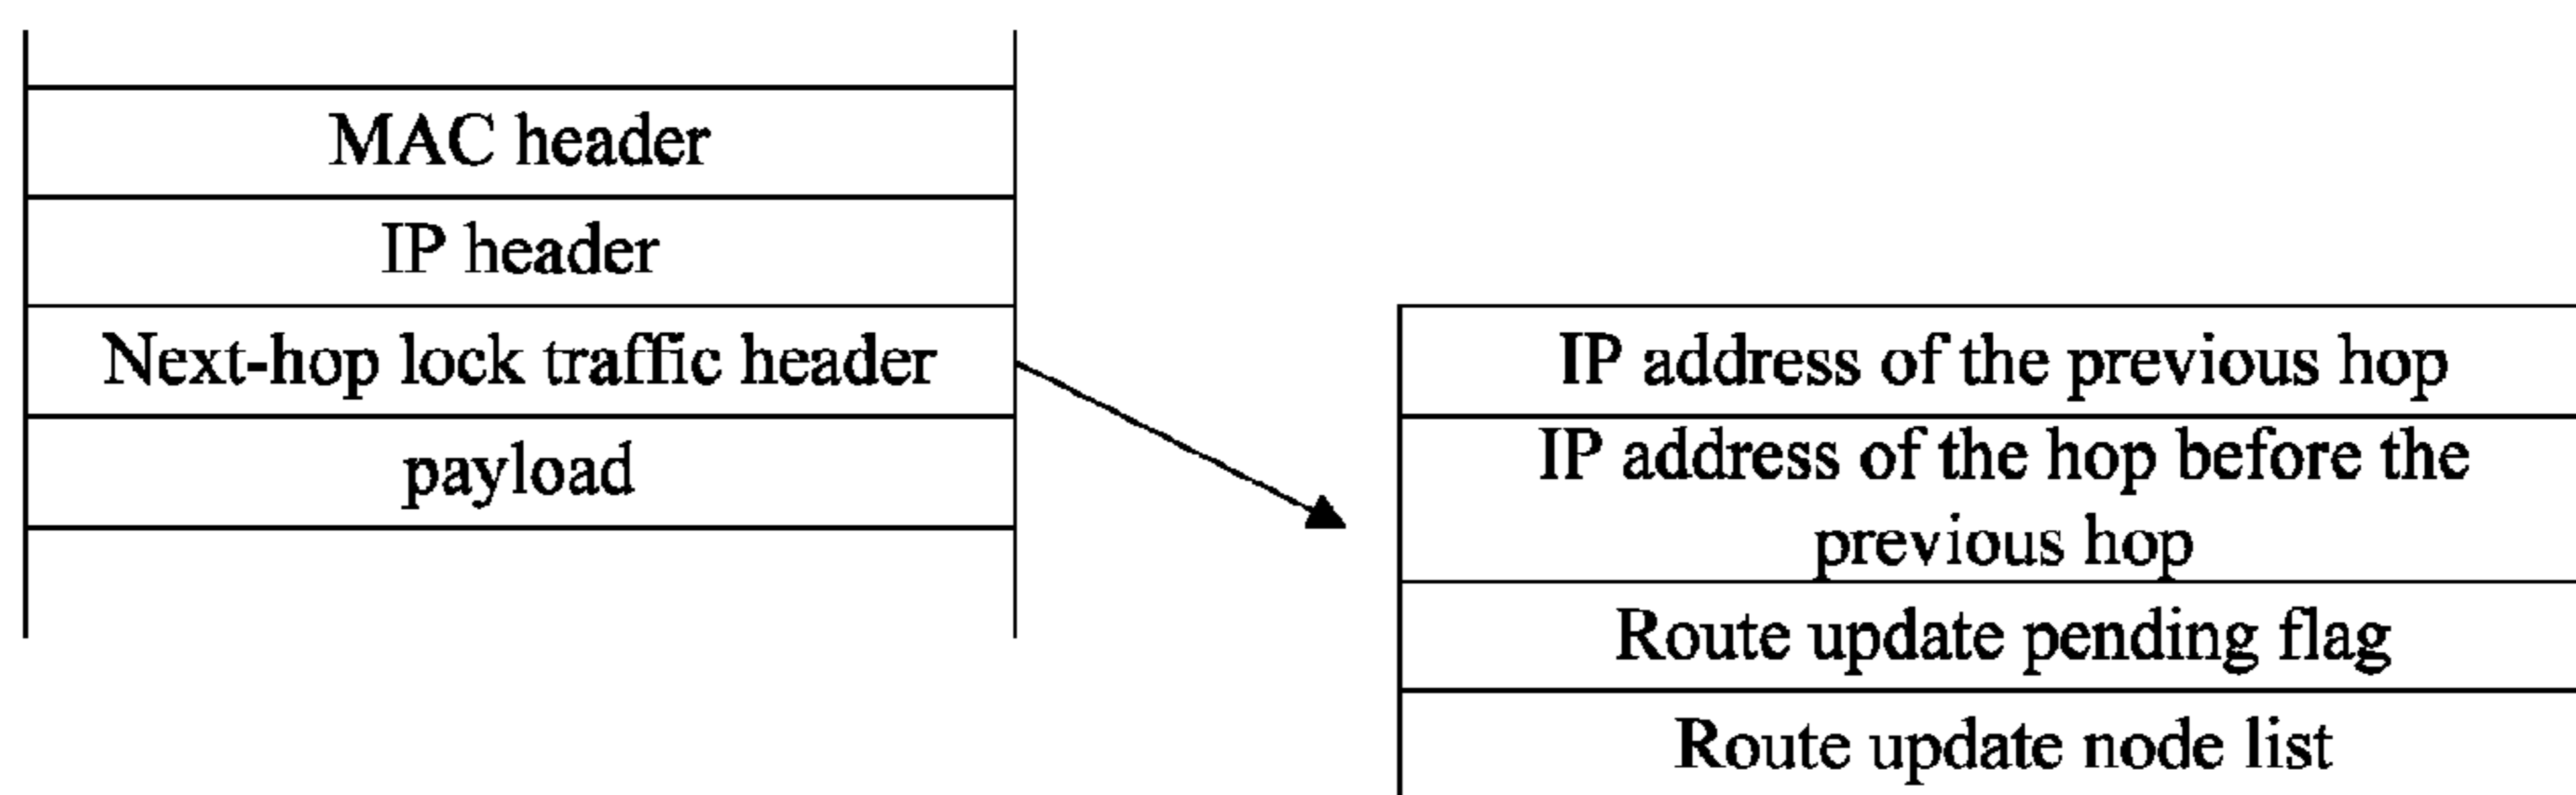 MAC header
IP header
Next-hop lock traffic header
payload
IP address of the previous hop
IP address of the hop before the
previous hop
Route update pending flag
Route update node list